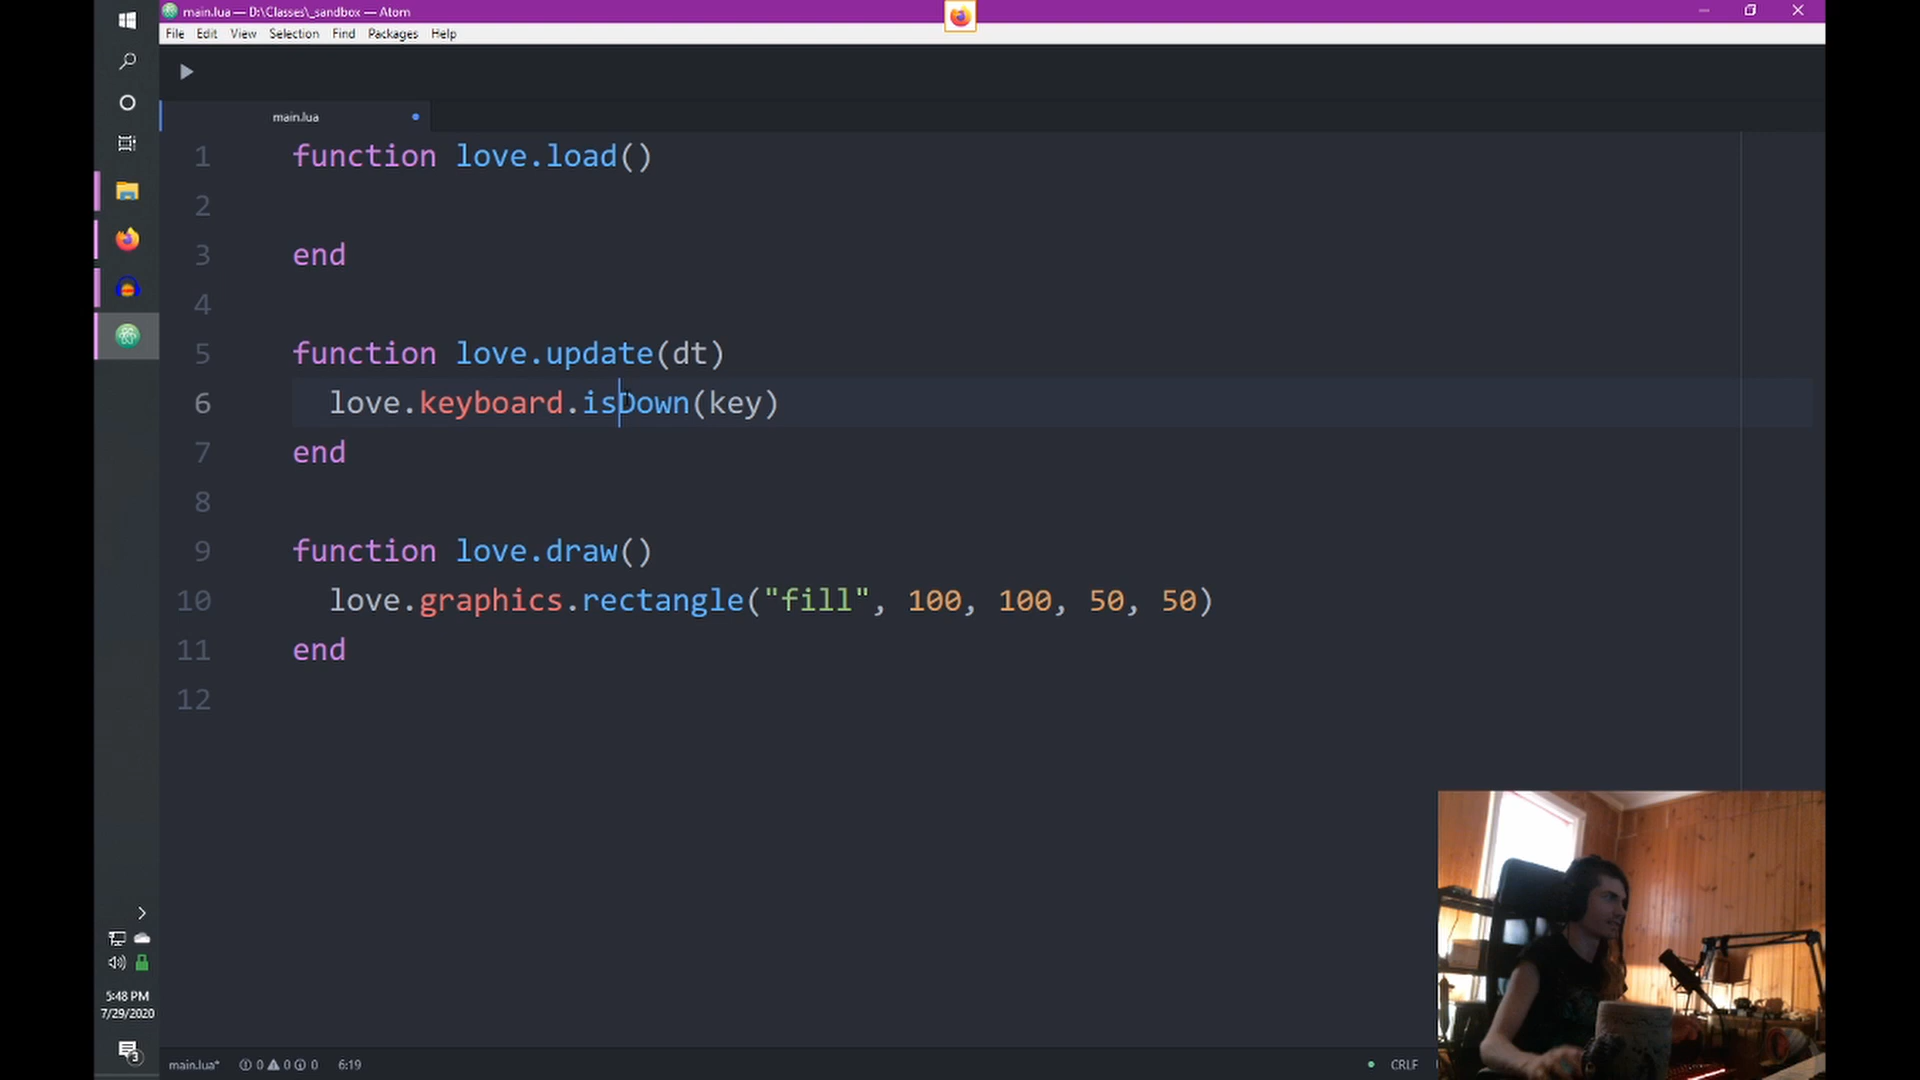 main.lua — D:\Classes\_sandbox — Atom
File Edit View Selection Find Packages Help
main.lua
1 function love.load()
2
3 end
4
5 function love.update(dt)
6 love.keyboard.isDown(key)
7 end
8
9 function love.draw()
10 love.graphics.rectangle("fill", 100, 100, 50, 50)
11 end
12
5:48 PM
7/29/2020
3
main.lua* 0 0 0 6:19 CRLF